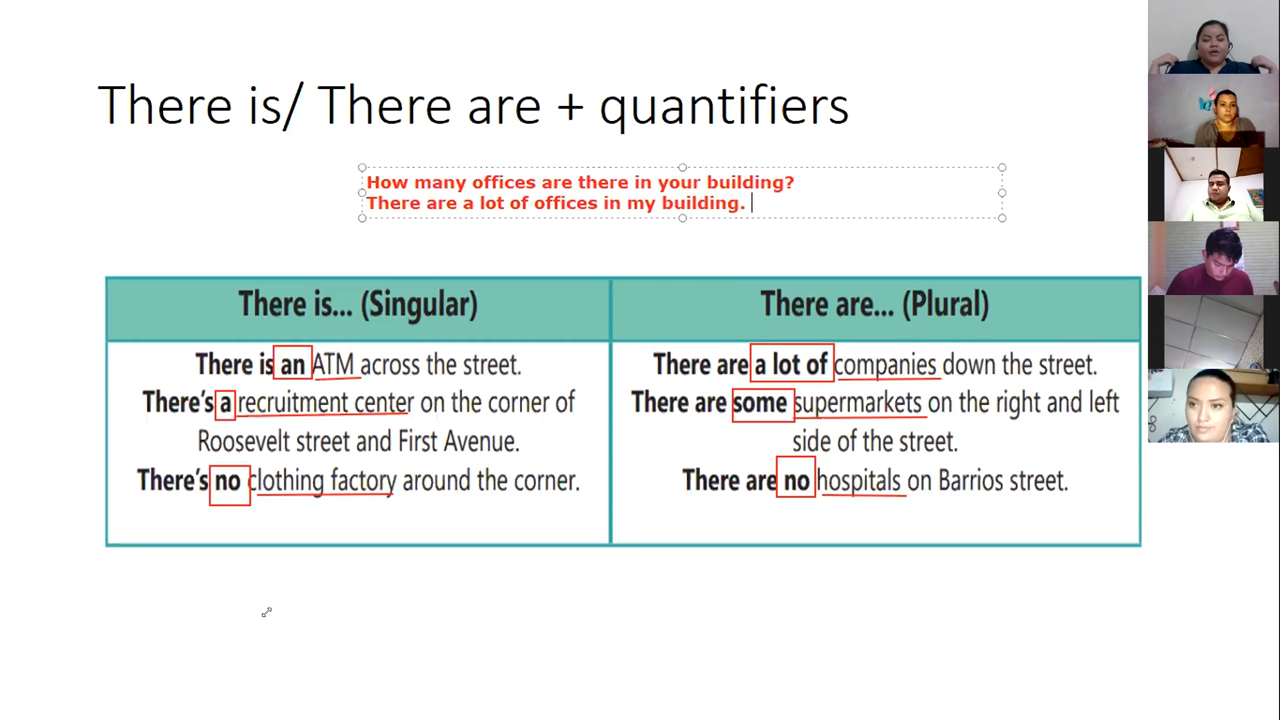 There is/ There are + quantifiers
How many offices are there in your building?
There are a lot of offices in my building.
There is... (Singular)
There is an ATM across the street.
There's a recruitment center on the corner of
Roosevelt street and First Avenue.
There's no clothing factory around the corner.
There are... (Plural)
There are a lot of companies down the street.
There are some supermarkets on the right and left
side of the street.
There are no hospitals on Barrios street.